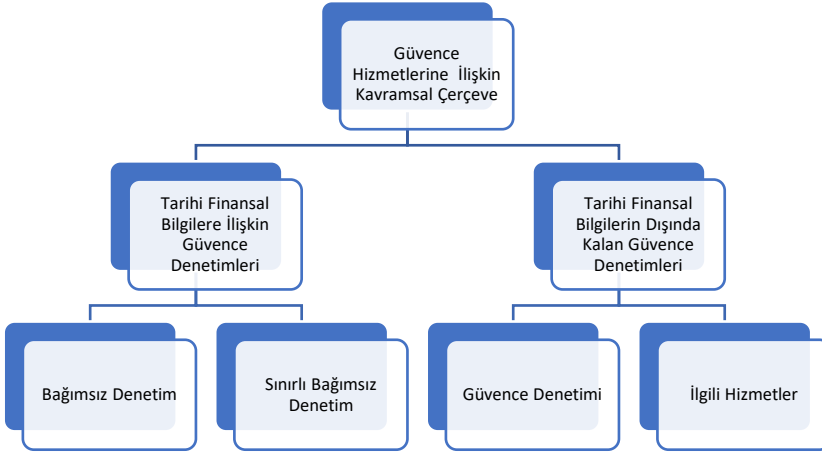 Güvence
Hizmetlerine İlişkin
Kavramsal Çerçeve
Tarihi Finansal
Bilgilere İlişkin
Güvence
Denetimleri
Tarihi Finansal
Bilgilerin Dışında
Kalan Güvence
Denetimleri
Bağımsız Denetim
Sınırlı Bağımsız
Denetim
Güvence Denetimi
İlgili Hizmetler